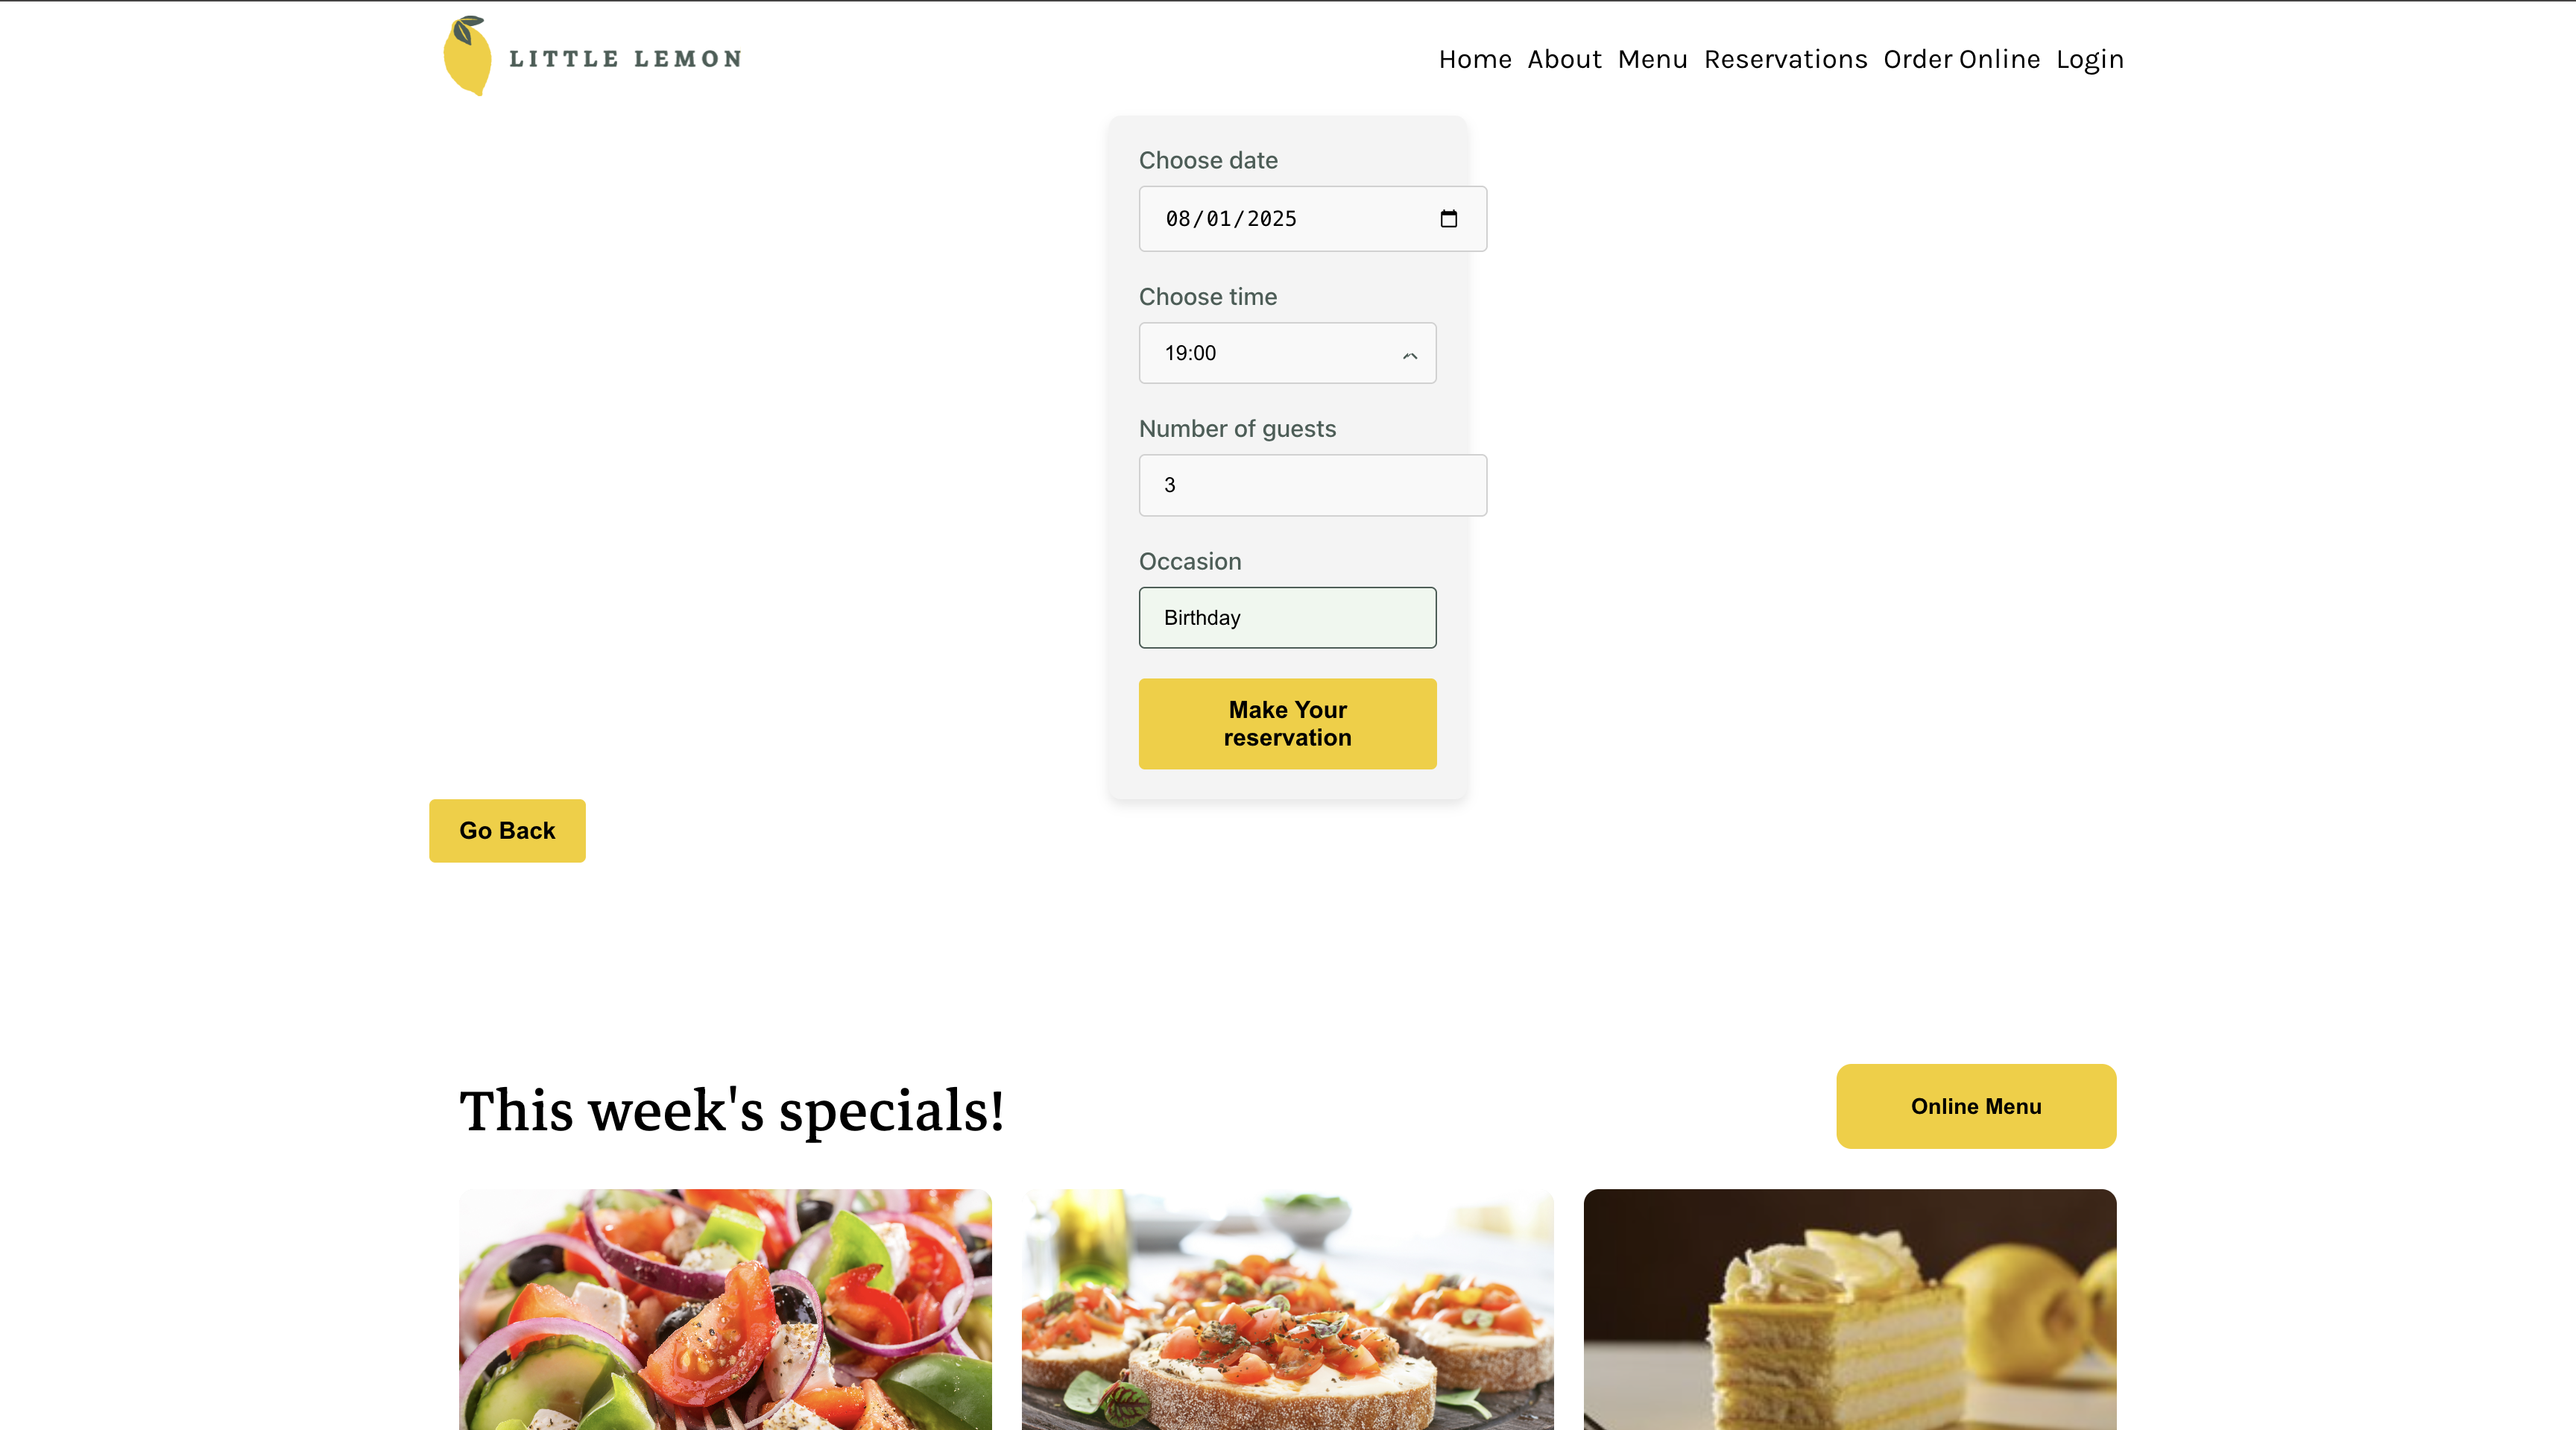 LITTLE LEMON
Home About Menu Reservations Order Online Login
Choose date
08/01/2025
Choose time
19:00
Number of guests
3
Occasion
Birthday
Make Your
reservation
Go Back
This week's specials!
Online Menu